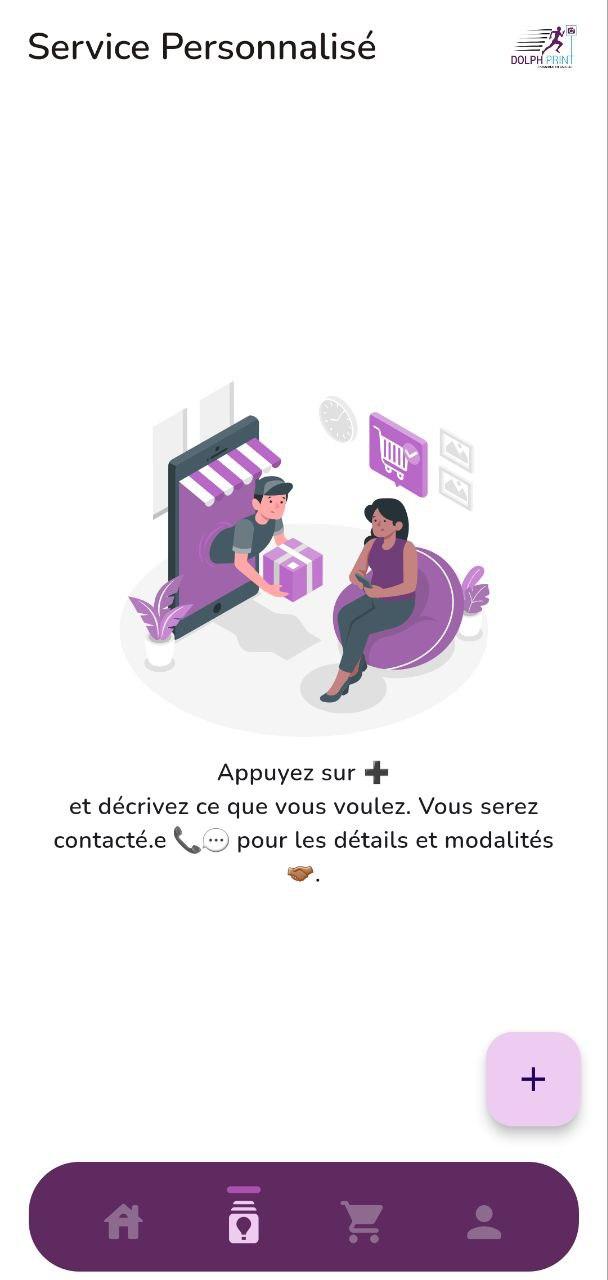 Service Personnalisé
DOLPH PRINT
Appuyez sur ➕
et décrivez ce que vous voulez. Vous serez
contacté.e 📞💬 pour les détails et modalités
🤝🏾.